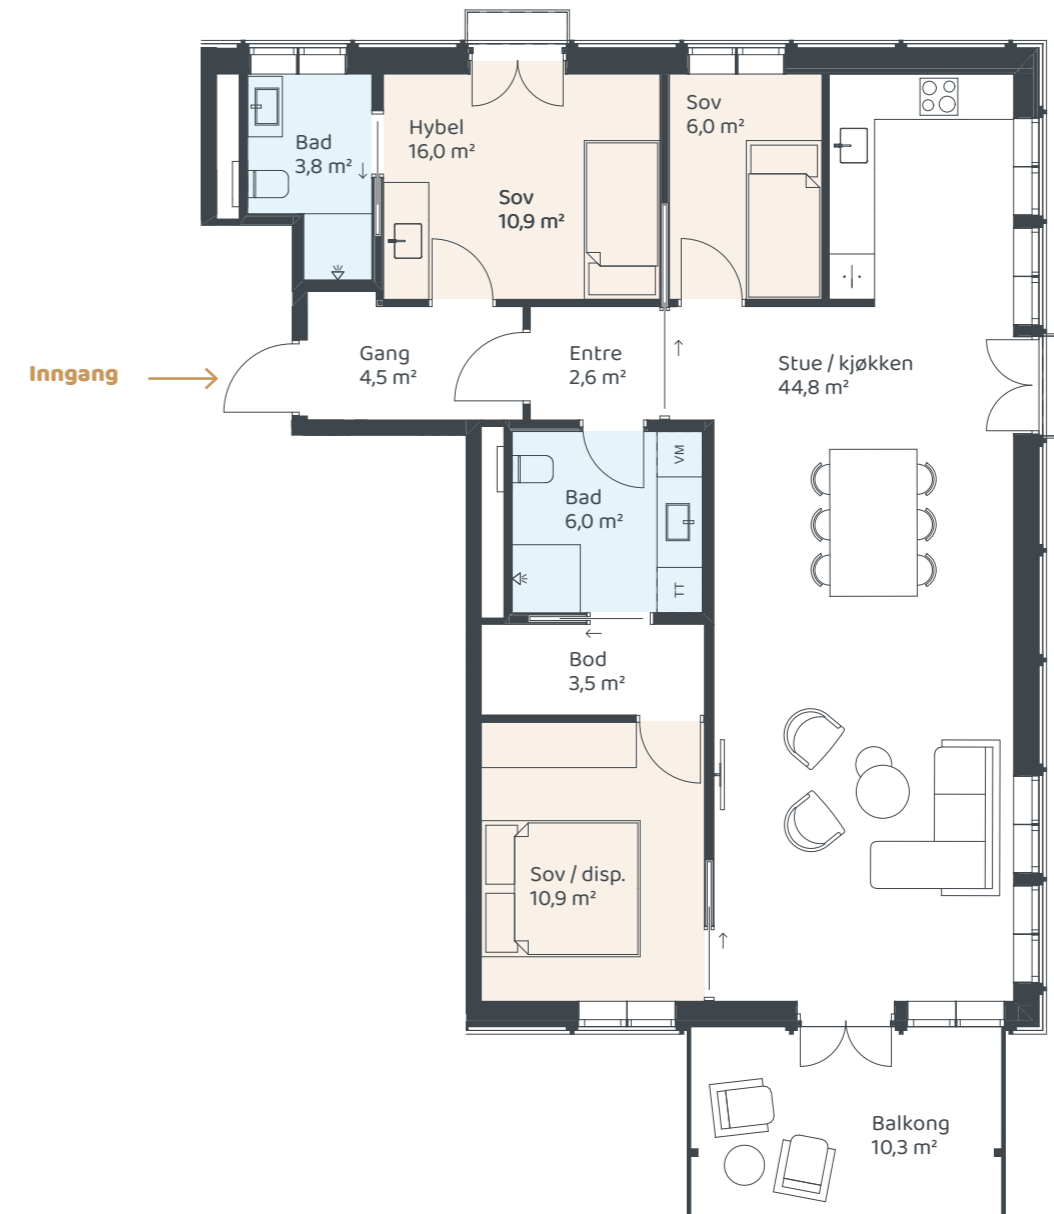 Sov
6,0 m²
Hybel
16,0 m²
Bad
3,8 m²
Sov
10,9 m²
Gang
4,5 m²
Entre
2,6 m²
Stue / kjøkken
44,8 m²
Inngang
VM
Bad
6,0 m²
TT
Bod
3,5 m²
Sov / disp.
10,9 m²
Balkong
10,3 m²